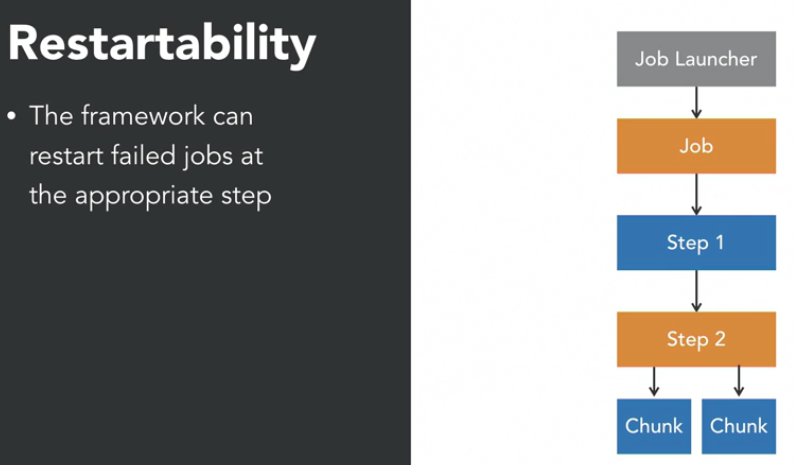 Restartability
• The framework can
restart failed jobs at
the appropriate step
Job Launcher
Job
Step 1
Step 2
Chunk
Chunk